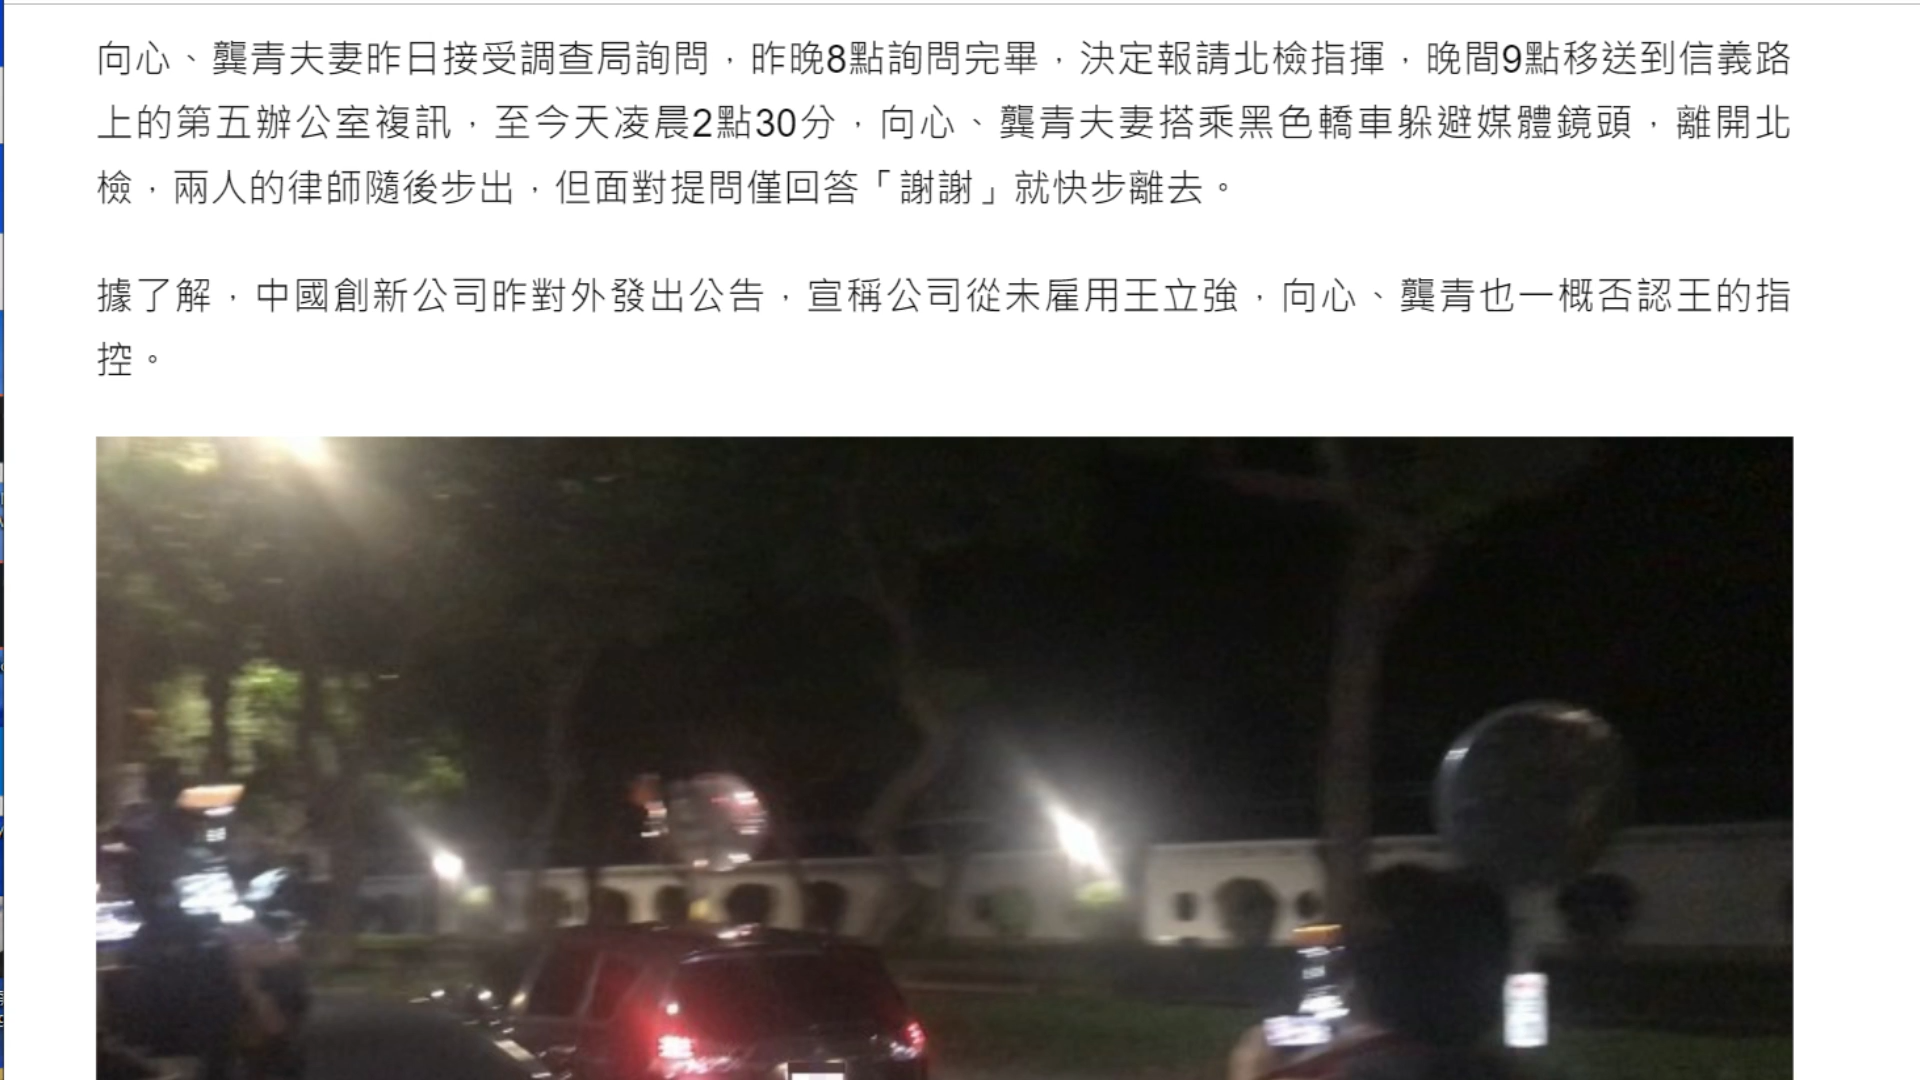 向心、龔青夫妻昨日接受調查局詢問，昨晚8點詢問完畢，決定報請北檢指揮，晚間9點移送到信義路
上的第五辦公室複訊，至今天凌晨2點30分，向心、龔青夫妻搭乘黑色轎車躲避媒體鏡頭，離開北
檢，兩人的律師隨後步出，但面對提問僅回答「謝謝」就快步離去。
據了解，中國創新公司昨對外發出公告，宣稱公司從未雇用王立強，向心、龔青也一概否認王的指
控。